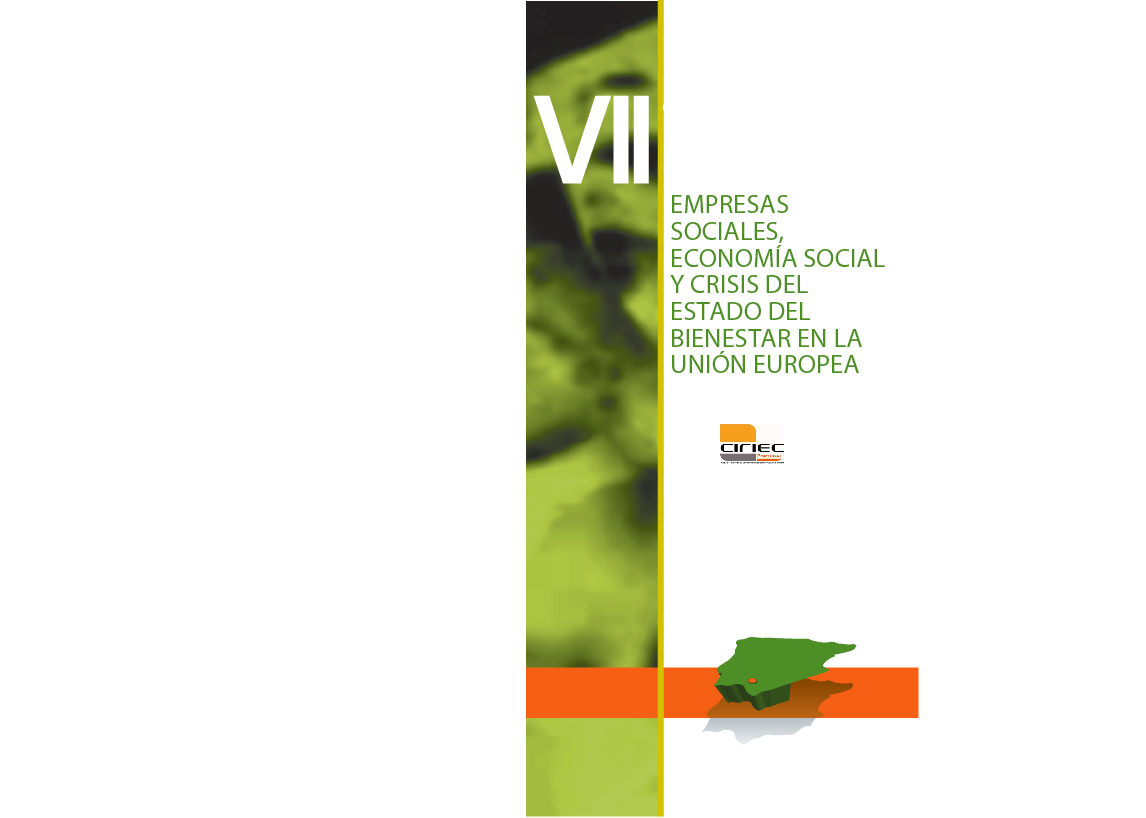 VII
EMPRESAS
SOCIALES,
ECONOMÍA SOCIAL
Y CRISIS DEL
ESTADO DEL
BIENESTAR EN LA
UNIÓN EUROPEA
CIRIEC